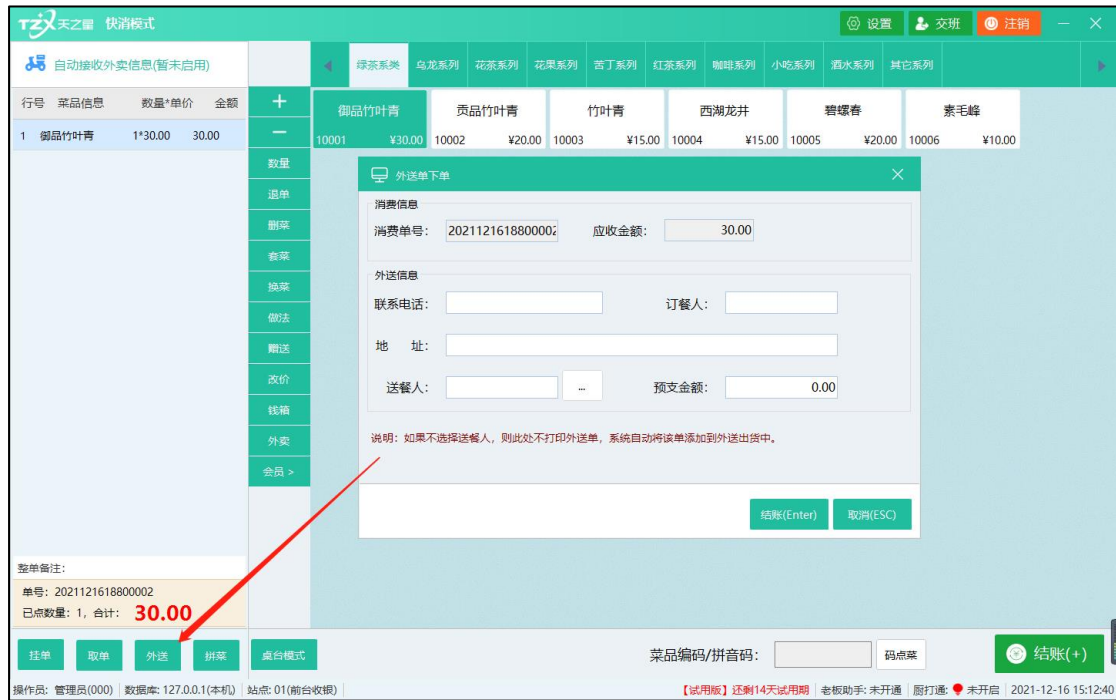 TZX 天之星 快消模式 设置 交班 注销
自动接收外卖信息(暂未启用) 绿茶系类 乌龙系列 花茶系列 花果系列 苦丁系列 红茶系列 咖啡系列 小吃系列 酒水系列 其它系列
行号 菜品信息 数量*单价 金额
1 御品竹叶青 1*30.00 30.00
+
−
数量
退单
删菜
套菜
换菜
做法
赠送
改价
钱箱
外卖
会员 >
御品竹叶青 贡品竹叶青 竹叶青 西湖龙井 碧螺春 素毛峰
10001 ¥30.00 10002 ¥20.00 10003 ¥15.00 10004 ¥15.00 10005 ¥20.00 10006 ¥10.00
外送单下单
消费信息
消费单号: 2021121618800002 应收金额: 30.00
外送信息
联系电话: 订餐人:
地 址:
送餐人: ... 预支金额: 0.00
说明: 如果不选择送餐人, 则此处不打印外送单, 系统自动将该单添加到外送出货中。
结账(Enter) 取消(ESC)
整单备注:
单号: 2021121618800002
已点数量: 1, 合计: 30.00
挂单 取单 外送 拼菜 桌台模式 菜品编码/拼音码: 码点菜 结账(+)
操作员: 管理员(000) 数据库: 127.0.0.1(本机) 站点: 01(前台收银) 【试用版】还剩14天试用期 老板助手: 未开通 厨打通: 未开启 2021-12-16 15:12:40